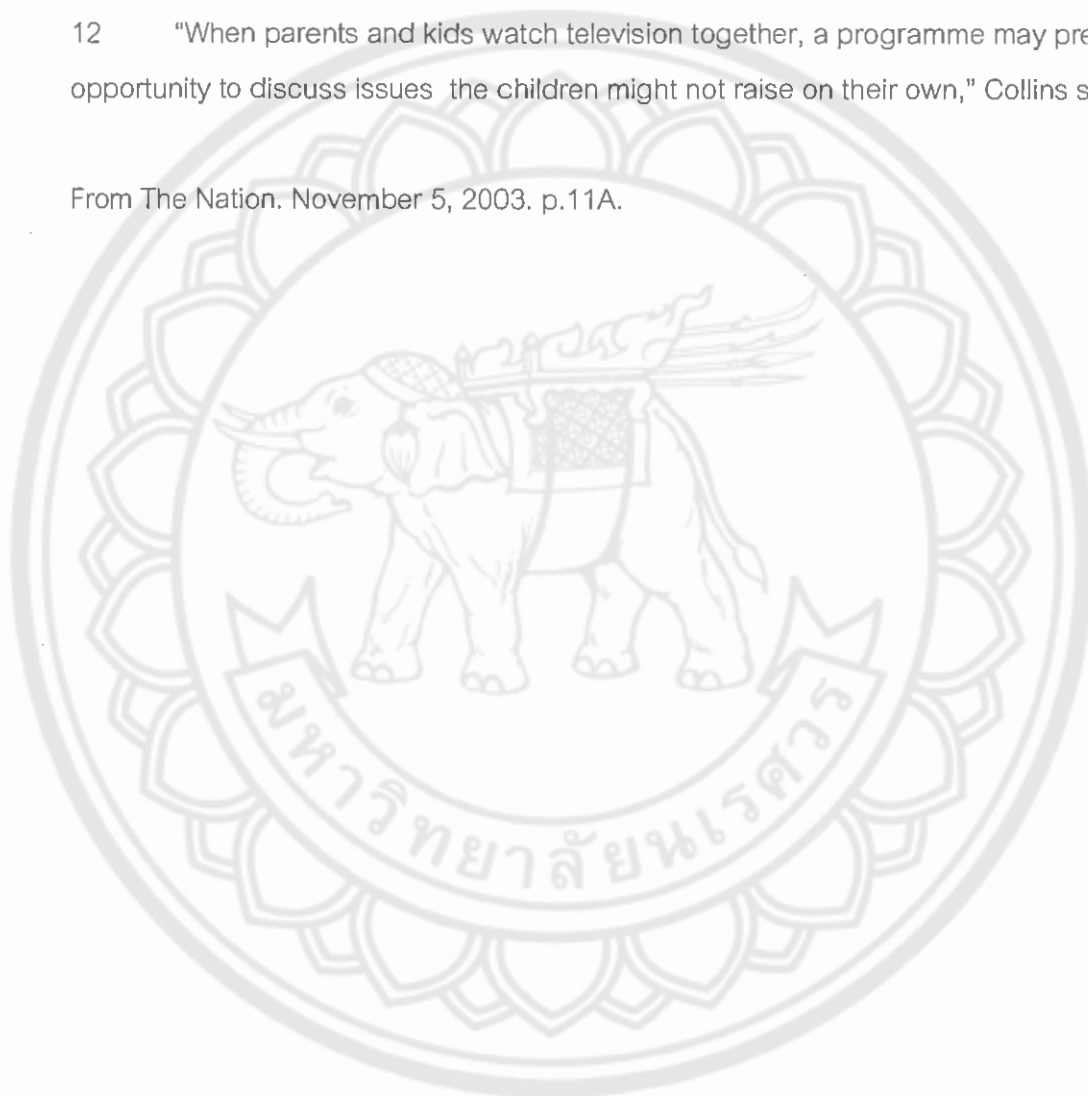 12 "When parents and kids watch television together, a programme may pre
opportunity to discuss issues the children might not raise on their own," Collins s
From The Nation. November 5, 2003. p.11A.
มหาวิทยาลัยนเรศวร